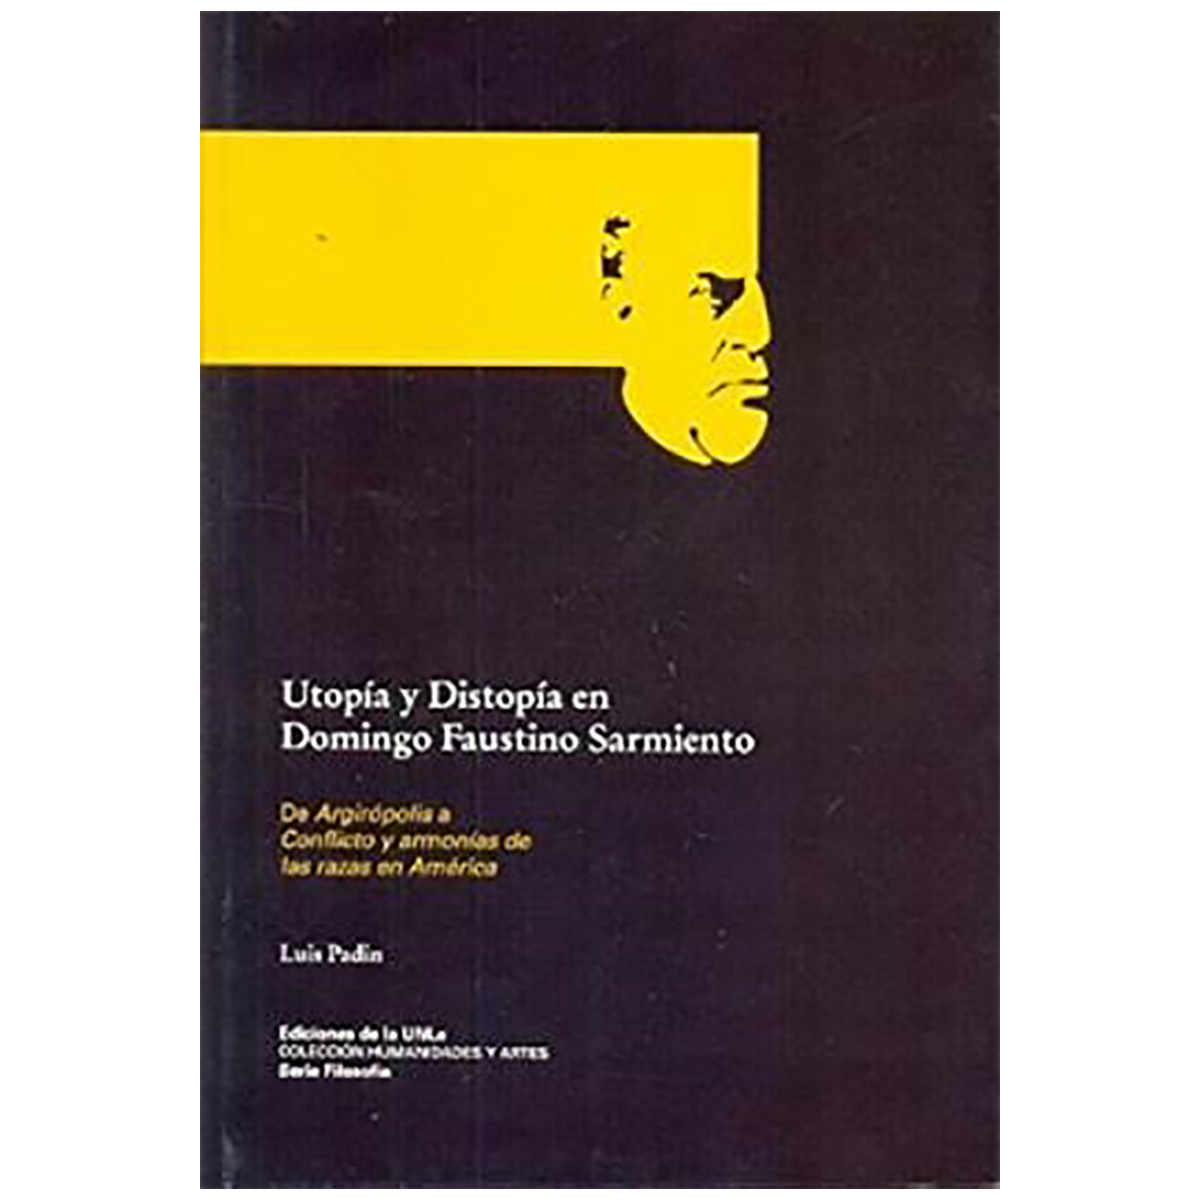 Utopía y Distopía en
Domingo Faustino Sarmiento
De Argirópolis a
Conflicto y armonías de
las razas en América
Luis Padín
Ediciones de la UNLa
COLECCIÓN HUMANIDADES Y ARTES
Serie Filosofía